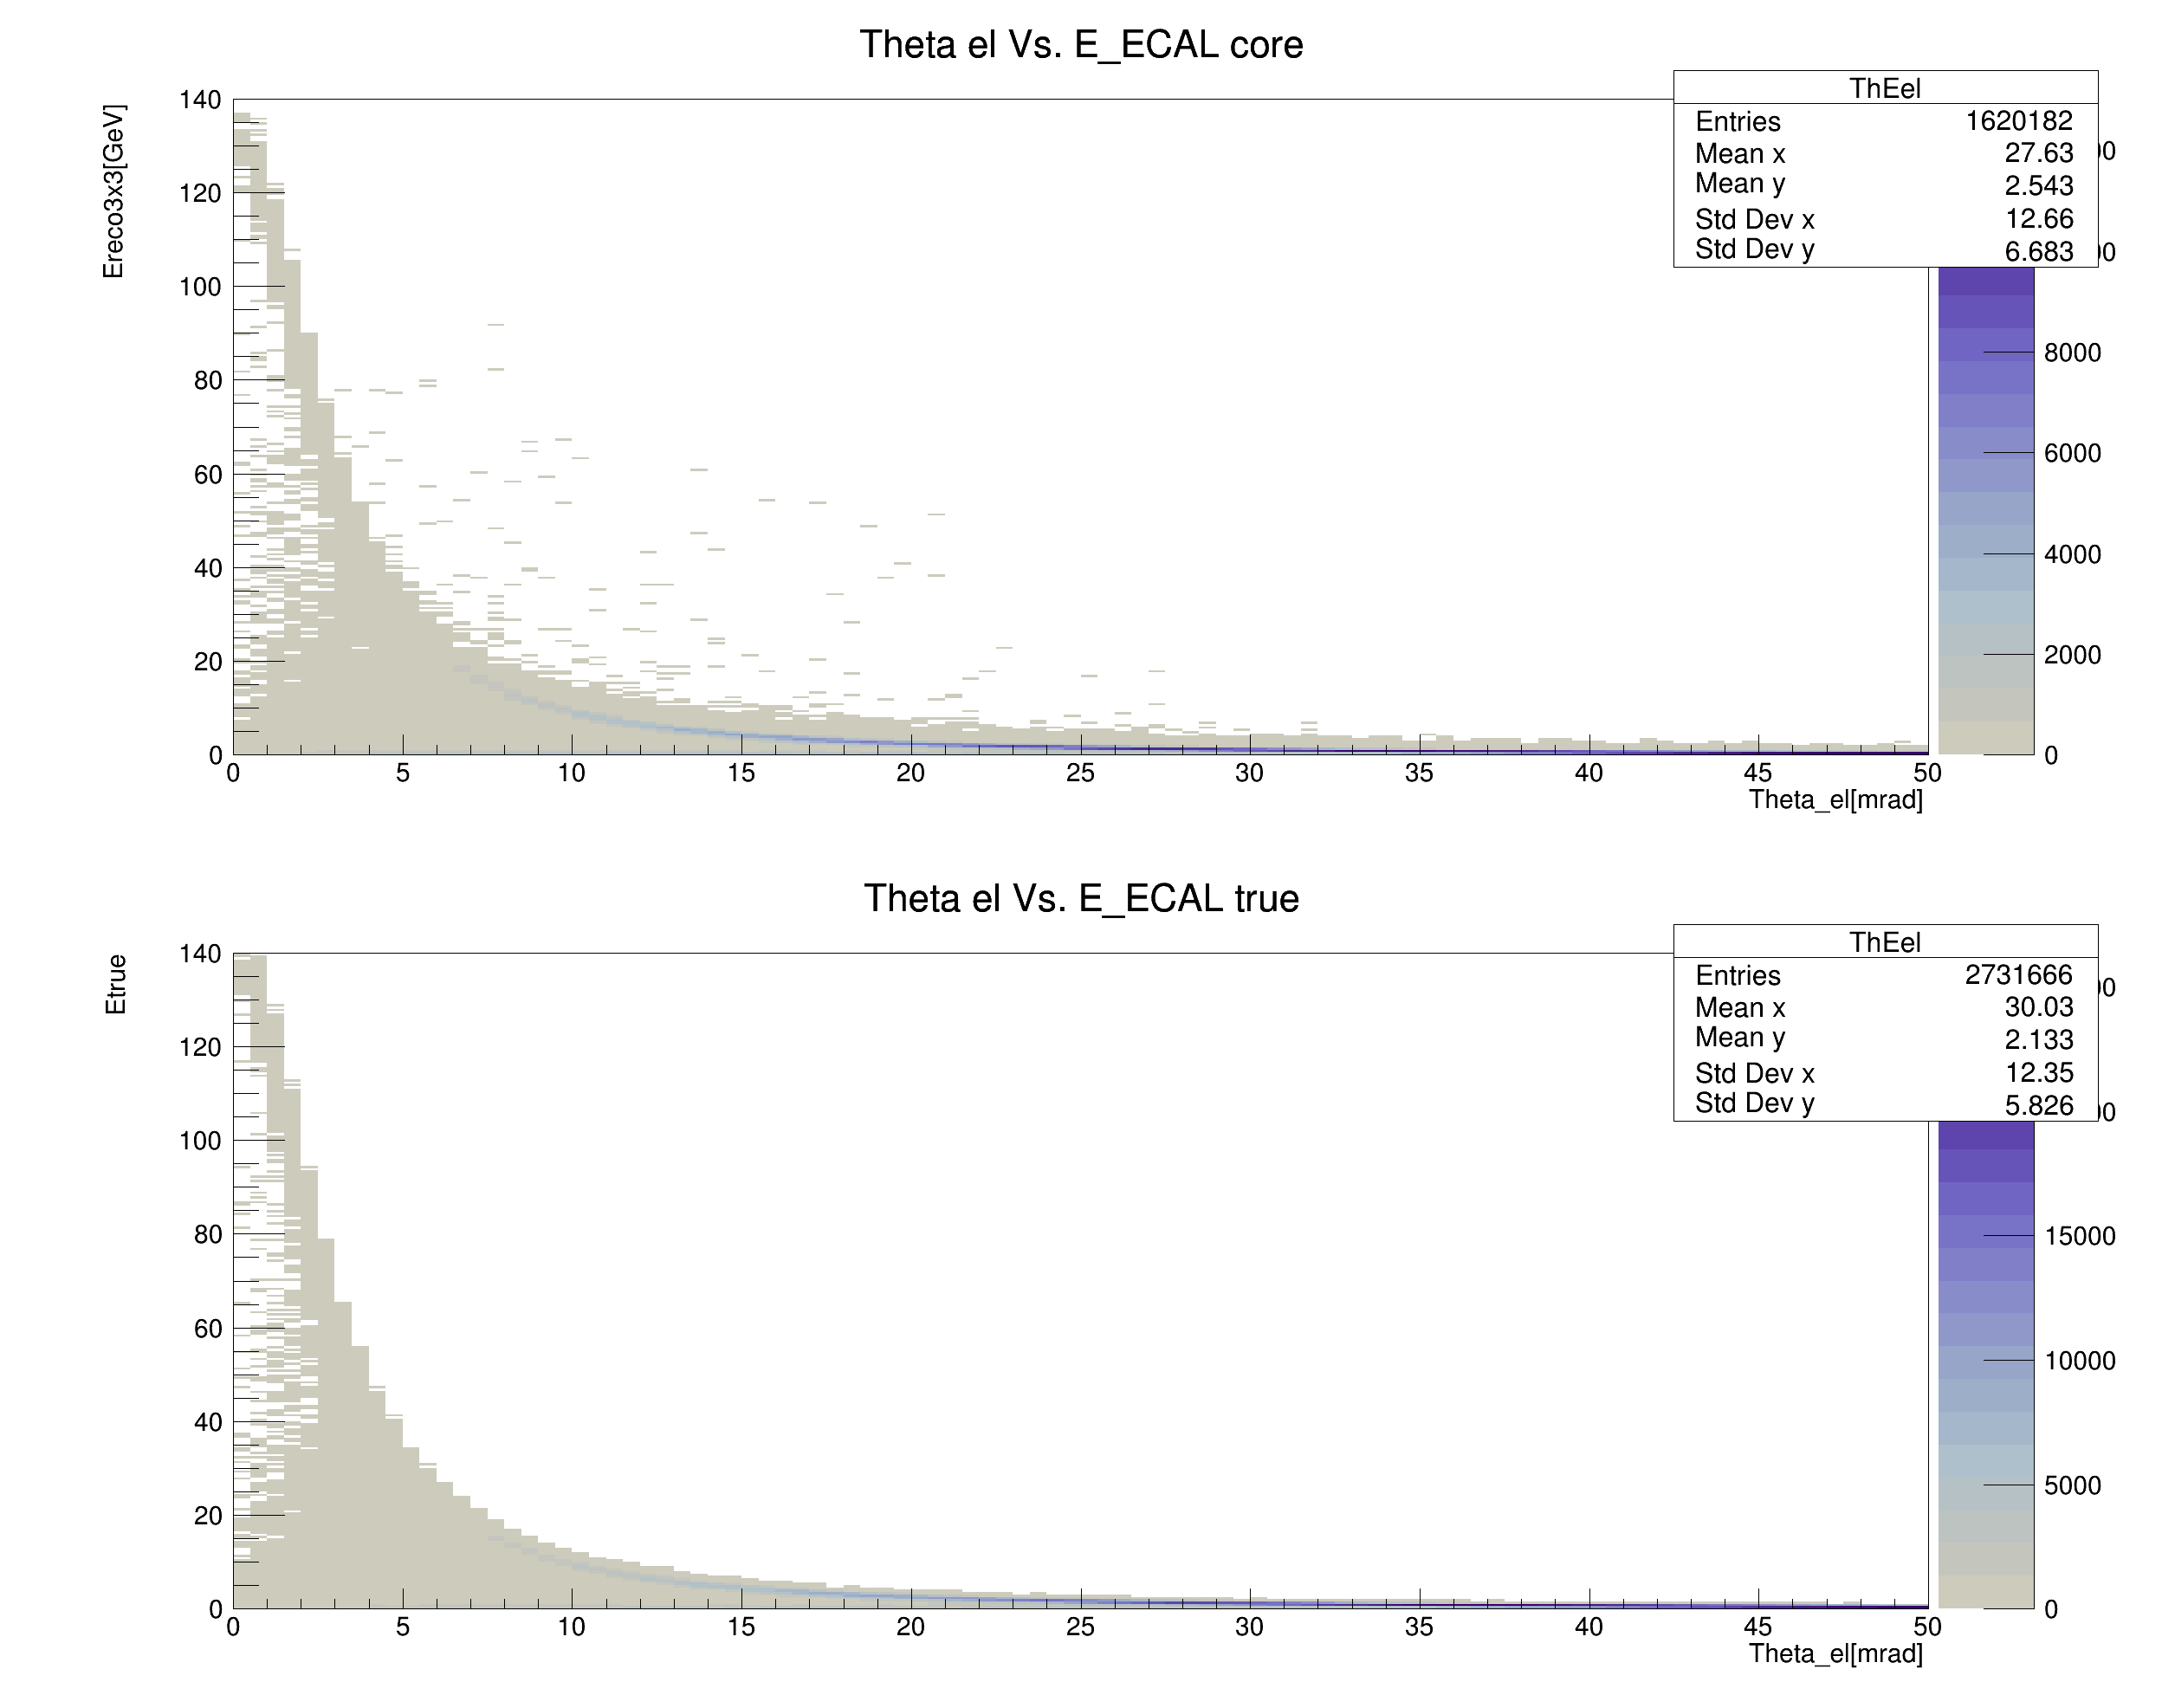 Theta el Vs. E_ECAL core
ThEel
Entries 1620182
Mean x 27.63
Mean y 2.543
Std Dev x 12.66
Std Dev y 6.683
Ereco3x3[GeV]
140
120
100
80
60
40
20
0
0 5 10 15 20 25 30 35 40 45 50
Theta_el[mrad]
8000
6000
4000
2000
0
Theta el Vs. E_ECAL true
ThEel
Entries 2731666
Mean x 30.03
Mean y 2.133
Std Dev x 12.35
Std Dev y 5.826
Etrue
140
120
100
80
60
40
20
0
0 5 10 15 20 25 30 35 40 45 50
Theta_el[mrad]
15000
10000
5000
0